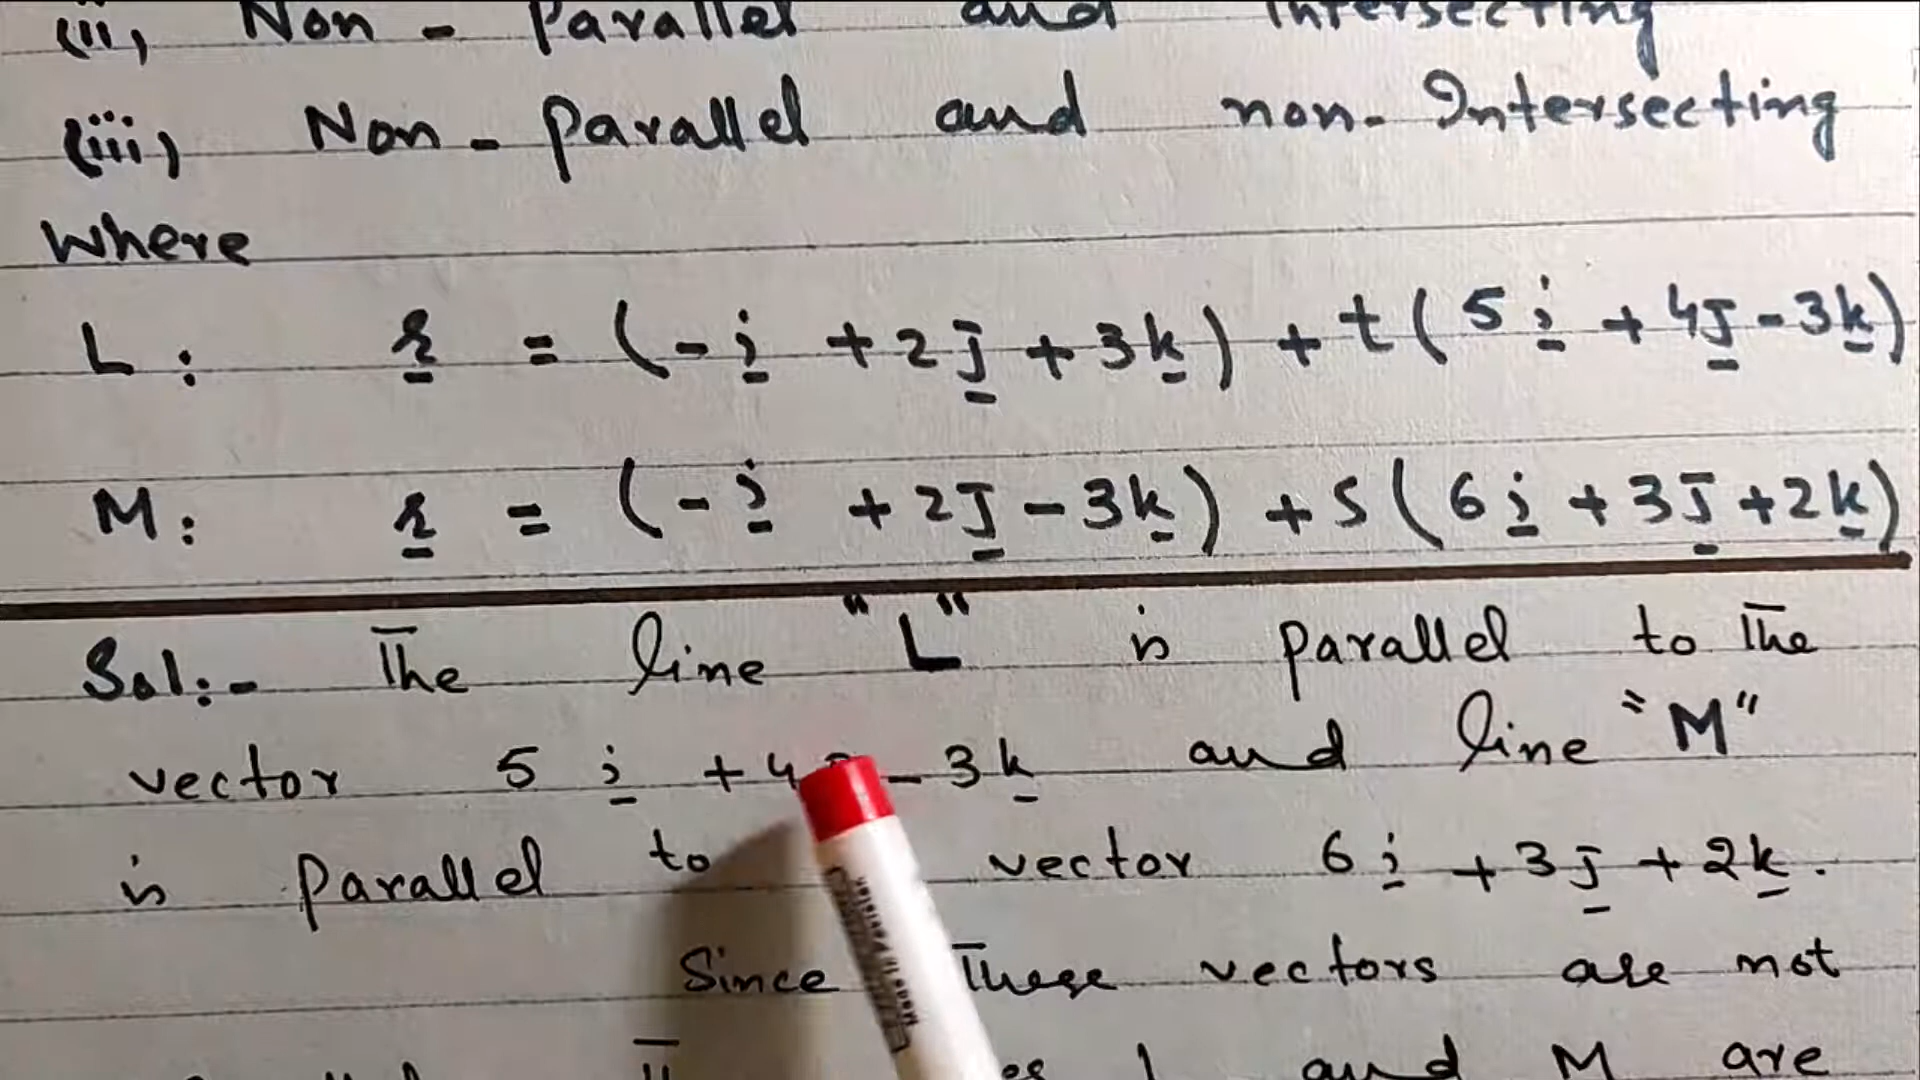 (ii) Non - Parallel and Intersecting
(iii) Non - Parallel and non - Intersecting
Where
L: r = (-i + 2j + 3k) + t(5i + 4j - 3k)
M: r = (-i + 2j - 3k) + s(6i + 3j + 2k)
Sol:- The line "L" is parallel to the
vector 5i + 4 - 3k and line "M"
is parallel to vector 6i + 3j + 2k.
Since These vectors are not
L and M are